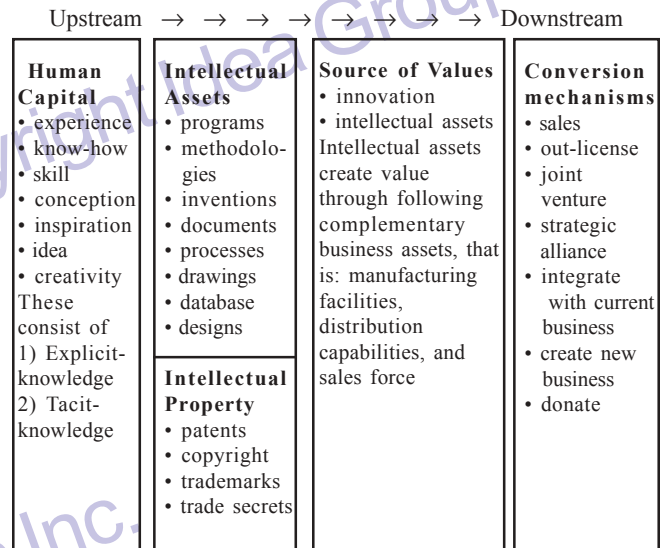 Upstream → → → → → → → → Downstream
Human
Capital
• experience
• know-how
• skill
• conception
• inspiration
• idea
• creativity
These
consist of
1) Explicit-
knowledge
2) Tacit-
knowledge
Intellectual
Assets
• programs
• methodolo-
gies
• inventions
• documents
• processes
• drawings
• database
• designs
Intellectual
Property
• patents
• copyright
• trademarks
• trade secrets
Source of Values
• innovation
• intellectual assets
Intellectual assets
create value
through following
complementary
business assets, that
is: manufacturing
facilities,
distribution
capabilities, and
sales force
Conversion
mechanisms
• sales
• out-license
• joint
venture
• strategic
alliance
• integrate
with current
business
• create new
business
• donate
yright Idea Group
Inc.